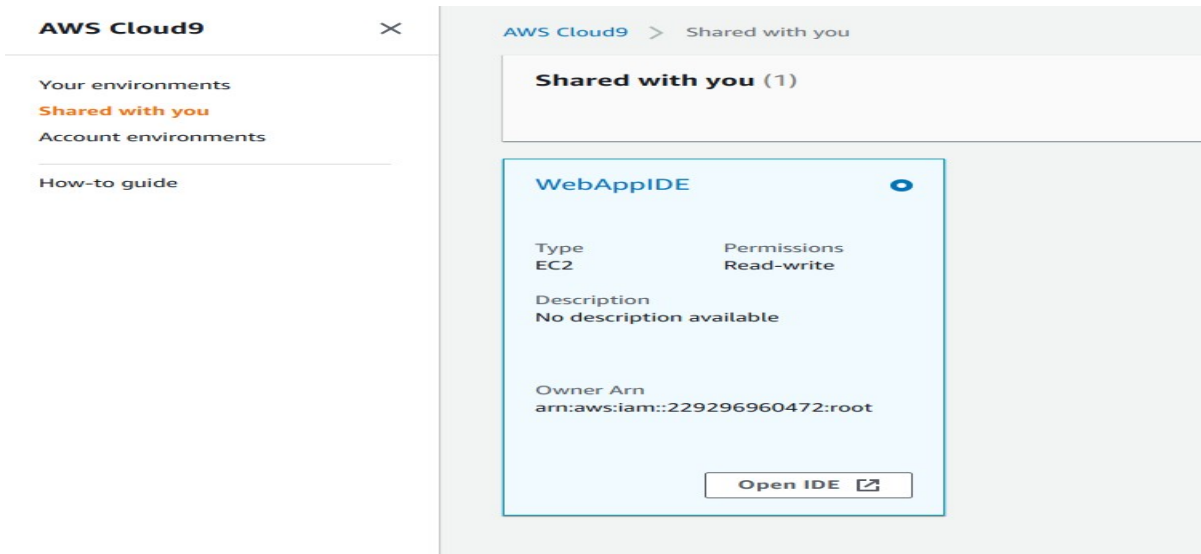 AWS Cloud9
Your environments
Shared with you
Account environments
How-to guide
AWS Cloud9 > Shared with you
Shared with you (1)
WebAppIDE
Type Permissions
EC2 Read-write
Description
No description available
Owner Arn
arn:aws:iam::229296960472:root
Open IDE